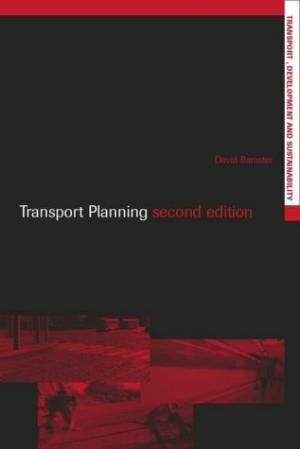 TRANSPORT, DEVELOPMENT AND SUSTAINABILITY
David Banister
Transport Planning second edition